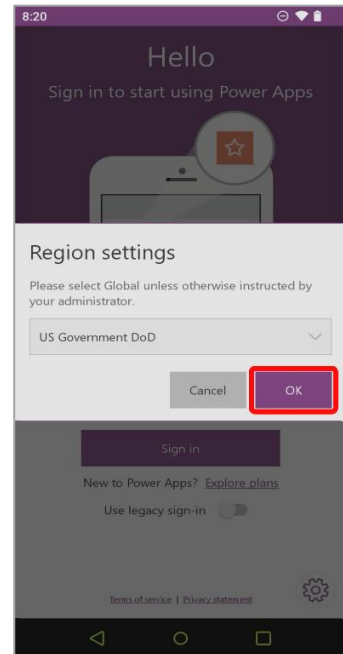 8:20
Hello
Sign in to start using Power Apps
Region settings
Please select Global unless otherwise instructed by
your administrator.
US Government DoD
Cancel
OK
Sign in
New to Power Apps? Explore plans
Use legacy sign-in
Terms of service | Privacy statement